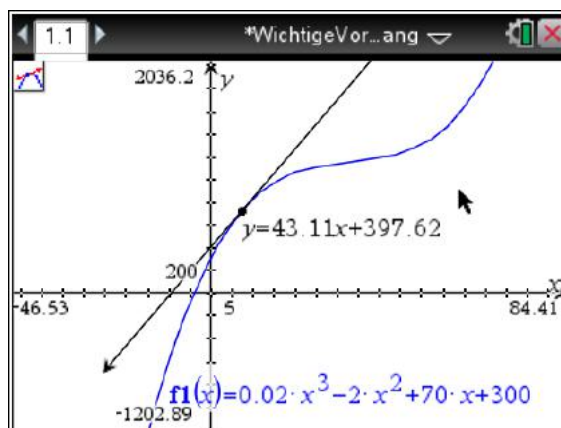 1.1 *WichtigeVor…ang
2036.2 y
y=43.11x+397.62
200
x
-46.53 5 84.41
f1(x)=0.02·x³−2·x²+70·x+300
-1202.89